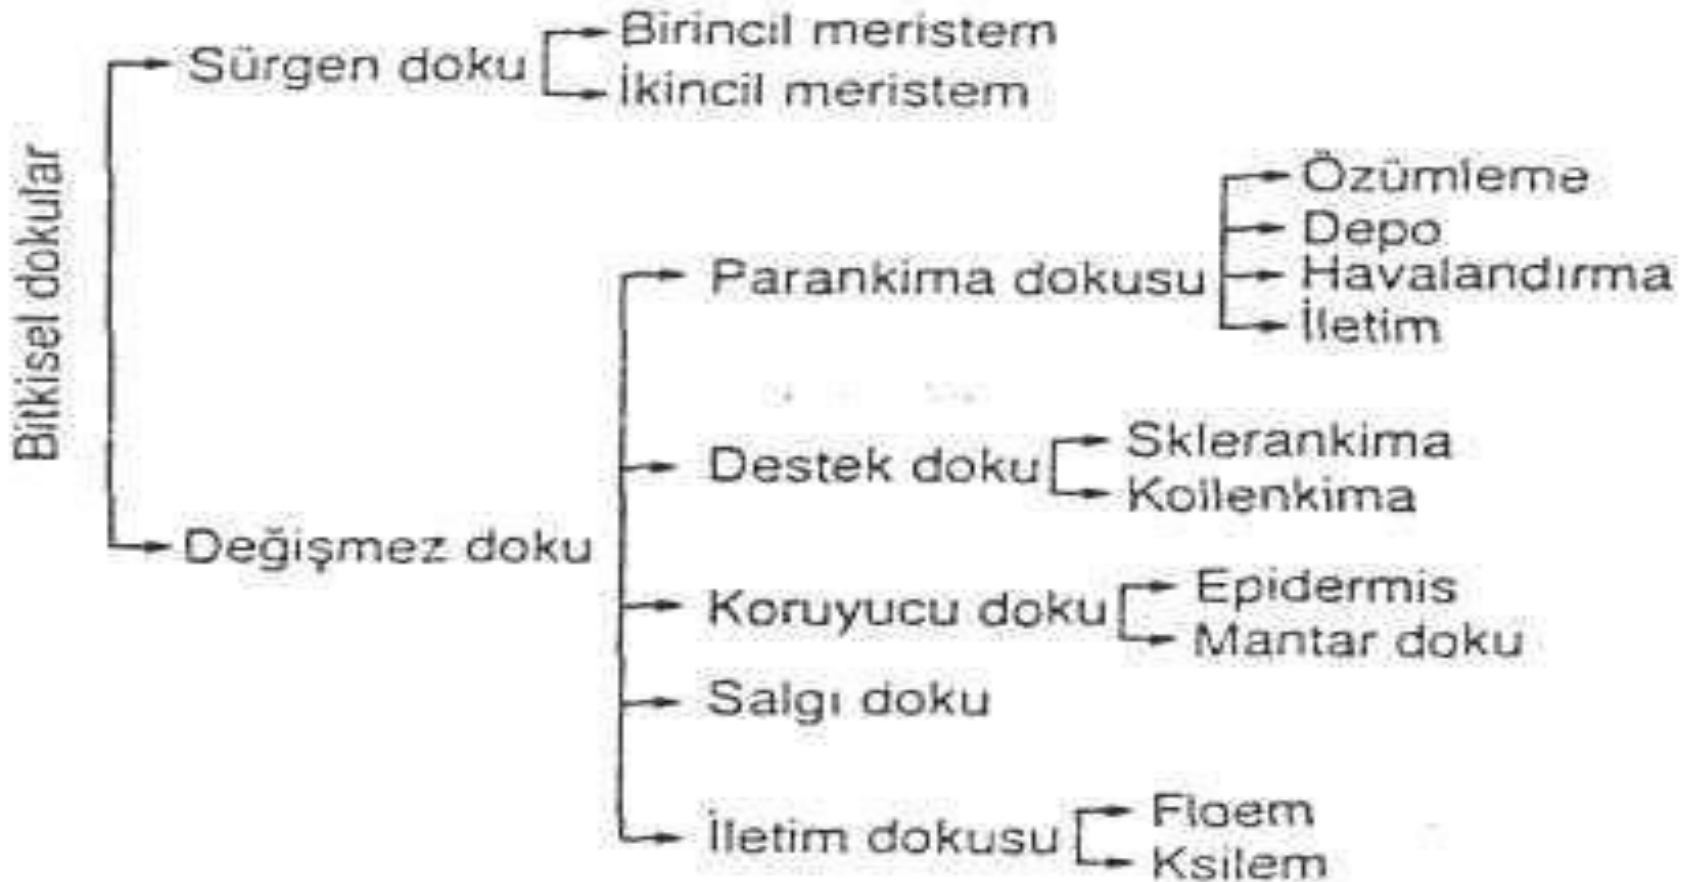 Bitkisel dokular
Sürgen doku
Birincil meristem
İkincil meristem
Değişmez doku
Parankima dokusu
Özümleme
Depo
Havalandırma
İletim
Destek doku
Sklerankima
Kollenkima
Koruyucu doku
Epidermis
Mantar doku
Salgı doku
İletim dokusu
Floem
Ksilem